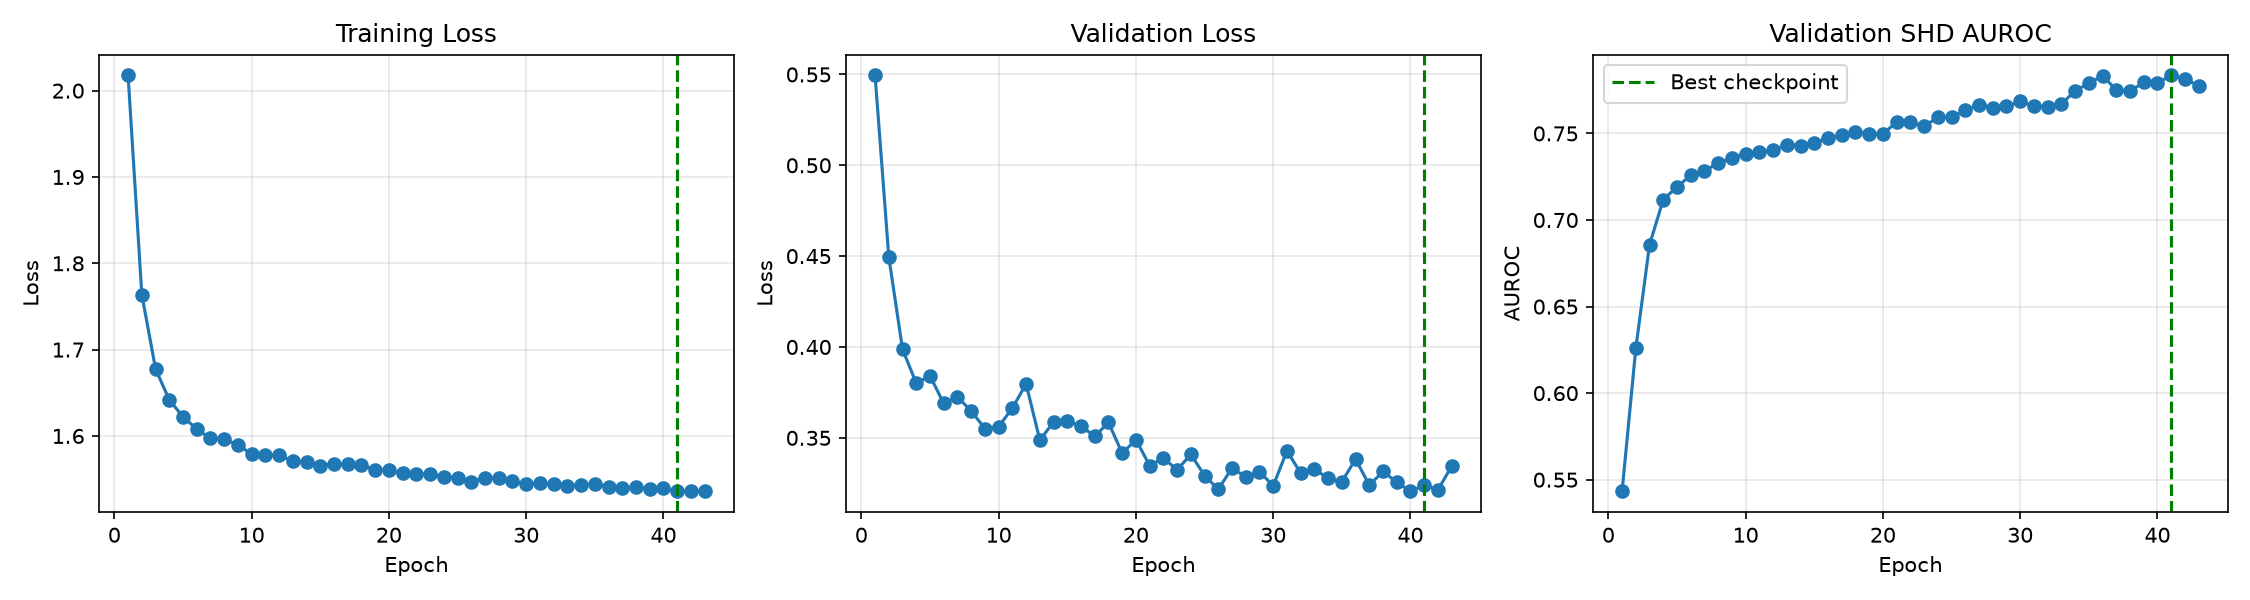 Training Loss
Loss
2.0
1.9
1.8
1.7
1.6
0 10 20 30 40
Epoch
Validation Loss
Loss
0.55
0.50
0.45
0.40
0.35
0 10 20 30 40
Epoch
Validation SHD AUROC
Best checkpoint
AUROC
0.75
0.70
0.65
0.60
0.55
0 10 20 30 40
Epoch